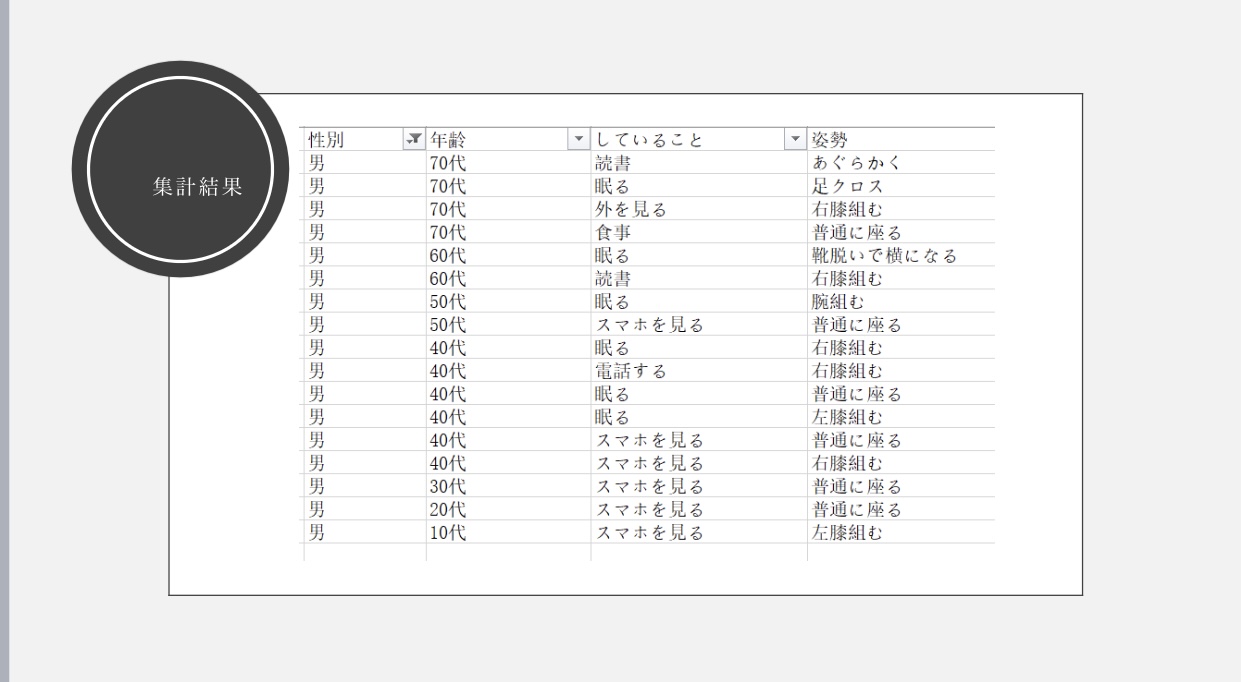 集計結果
性別 年齢 していること 姿勢
男 70代 読書 あぐらかく
男 70代 眠る 足クロス
男 70代 外を見る 右膝組む
男 70代 食事 普通に座る
男 60代 眠る 靴脱いで横になる
男 60代 読書 右膝組む
男 50代 眠る 腕組む
男 50代 スマホを見る 普通に座る
男 40代 眠る 右膝組む
男 40代 電話する 右膝組む
男 40代 眠る 普通に座る
男 40代 眠る 左膝組む
男 40代 スマホを見る 普通に座る
男 40代 スマホを見る 右膝組む
男 30代 スマホを見る 普通に座る
男 20代 スマホを見る 普通に座る
男 10代 スマホを見る 左膝組む